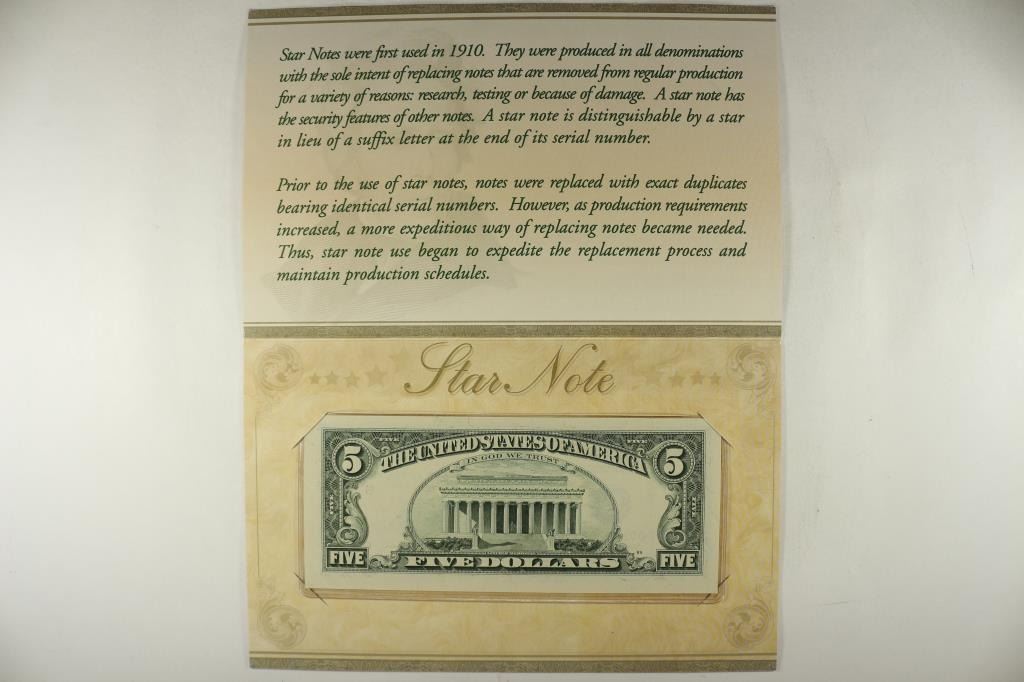 Star Notes were first used in 1910. They were produced in all denominations
with the sole intent of replacing notes that are removed from regular production
for a variety of reasons: research, testing or because of damage. A star note has
the security features of other notes. A star note is distinguishable by a star
in lieu of a suffix letter at the end of its serial number.
Prior to the use of star notes, notes were replaced with exact duplicates
bearing identical serial numbers. However, as production requirements
increased, a more expeditious way of replacing notes became needed.
Thus, star note use began to expedite the replacement process and
maintain production schedules.
Star Note
FIVE FIVE
5 THE UNITED STATES OF AMERICA 5
IN GOD WE TRUST
FIVE FIVE DOLLARS FIVE